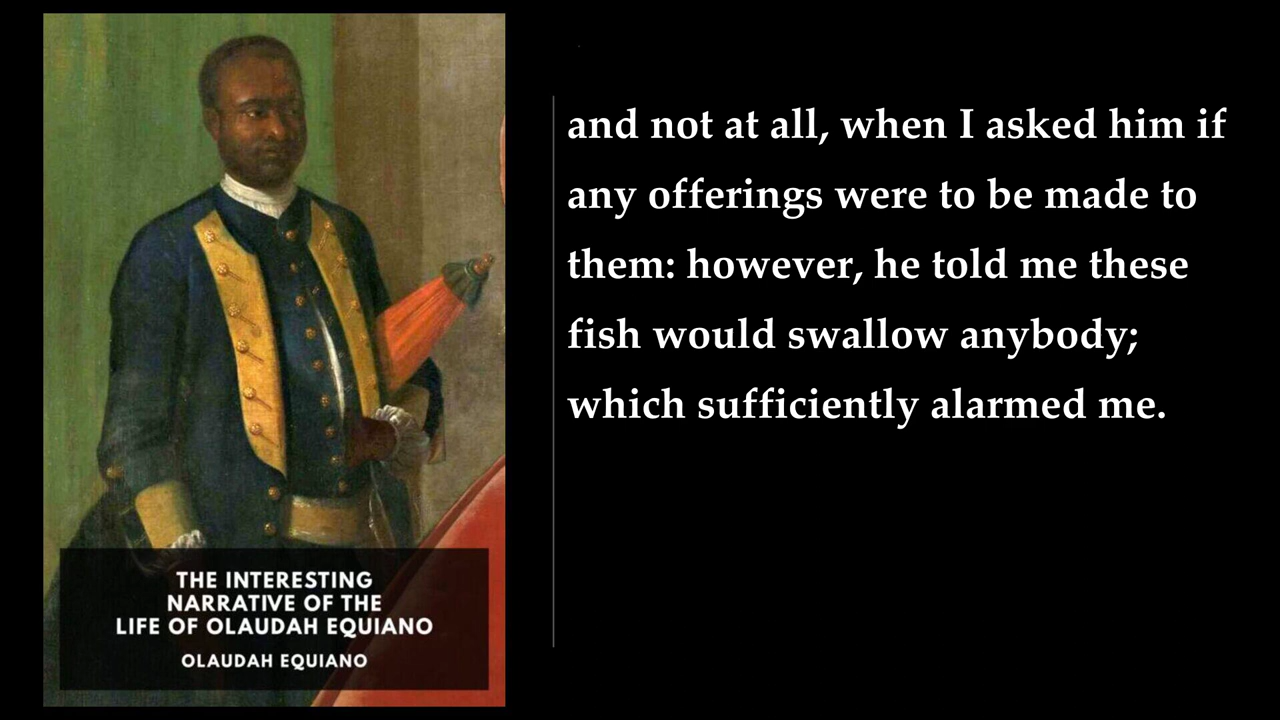 and not at all, when I asked him if
any offerings were to be made to
them: however, he told me these
fish would swallow anybody;
which sufficiently alarmed me.
THE INTERESTING
NARRATIVE OF THE
LIFE OF OLAUDAH EQUIANO
OLAUDAH EQUIANO